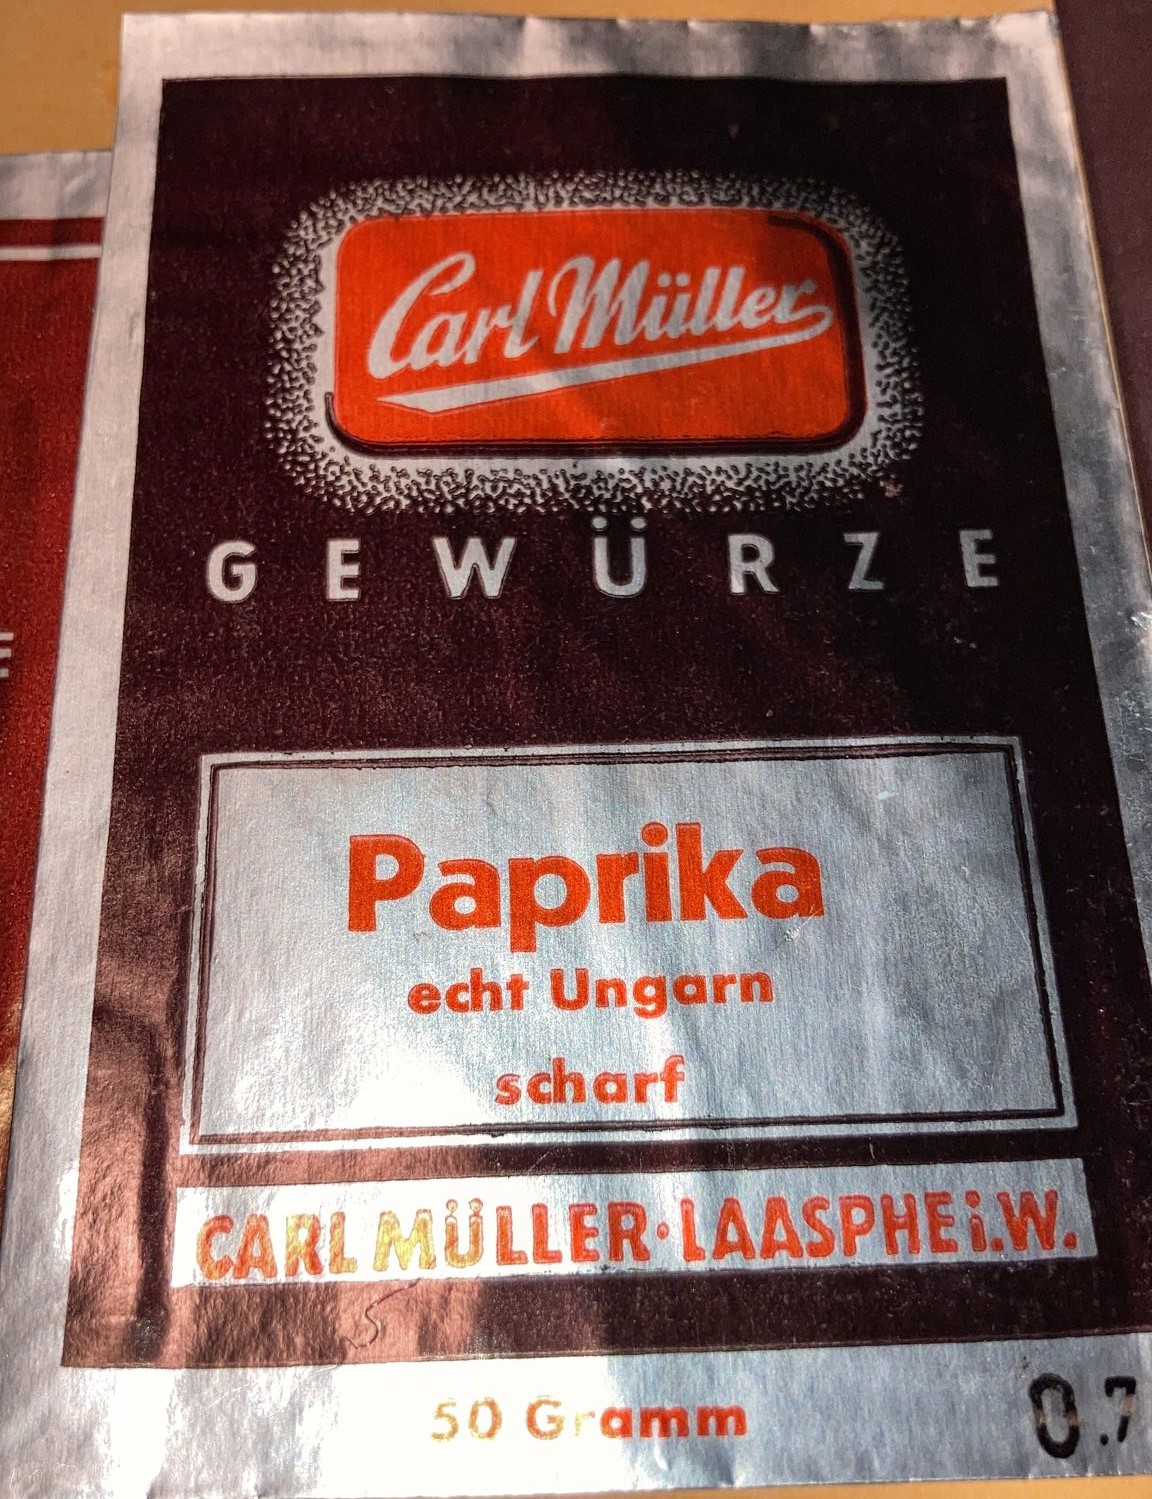 Carl Müller
GEWÜRZE
Paprika
echt Ungarn
scharf
CARL MÜLLER·LAASPHE i.W.
50 Gramm
0.7